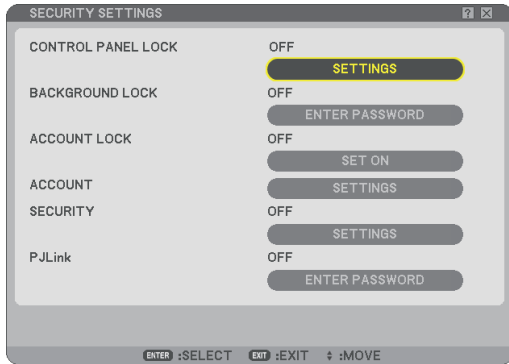 SECURITY SETTINGS
CONTROL PANEL LOCK OFF
SETTINGS
BACKGROUND LOCK OFF
ENTER PASSWORD
ACCOUNT LOCK OFF
SET ON
ACCOUNT SETTINGS
SECURITY OFF
SETTINGS
PJLink OFF
ENTER PASSWORD
ENTER :SELECT EXIT :EXIT :MOVE